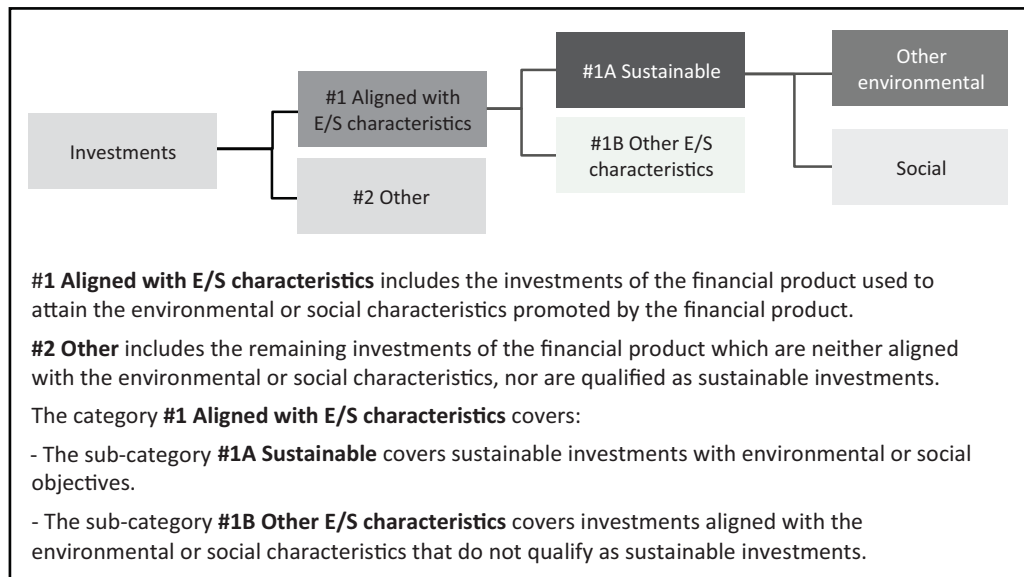 Investments
#1 Aligned with
E/S characteristics
#2 Other
#1A Sustainable
#1B Other E/S
characteristics
Other
environmental
Social
#1 Aligned with E/S characteristics includes the investments of the financial product used to
attain the environmental or social characteristics promoted by the financial product.
#2 Other includes the remaining investments of the financial product which are neither aligned
with the environmental or social characteristics, nor are qualified as sustainable investments.
The category #1 Aligned with E/S characteristics covers:
- The sub-category #1A Sustainable covers sustainable investments with environmental or social
objectives.
- The sub-category #1B Other E/S characteristics covers investments aligned with the
environmental or social characteristics that do not qualify as sustainable investments.